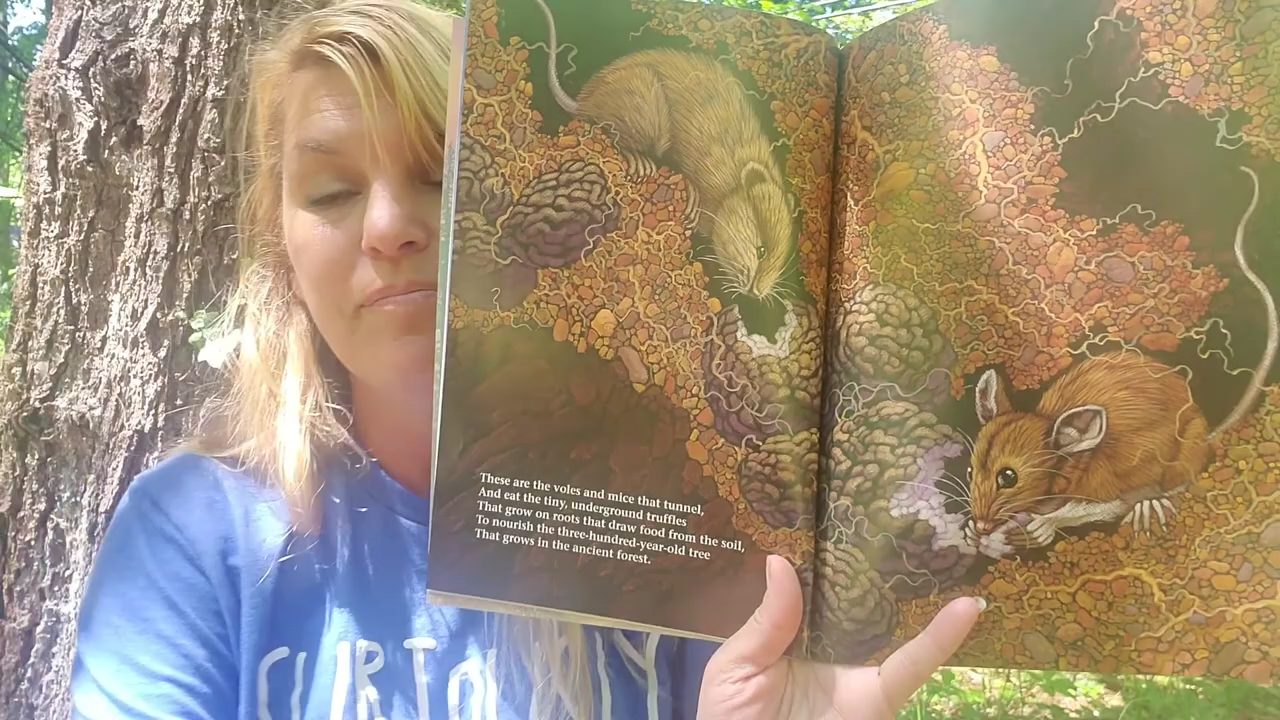 These are the voles and mice that tunnel,
And eat the tiny, underground truffles
That grow on roots that draw food from the soil,
To nourish the three-hundred-year-old tree
That grows in the ancient forest.